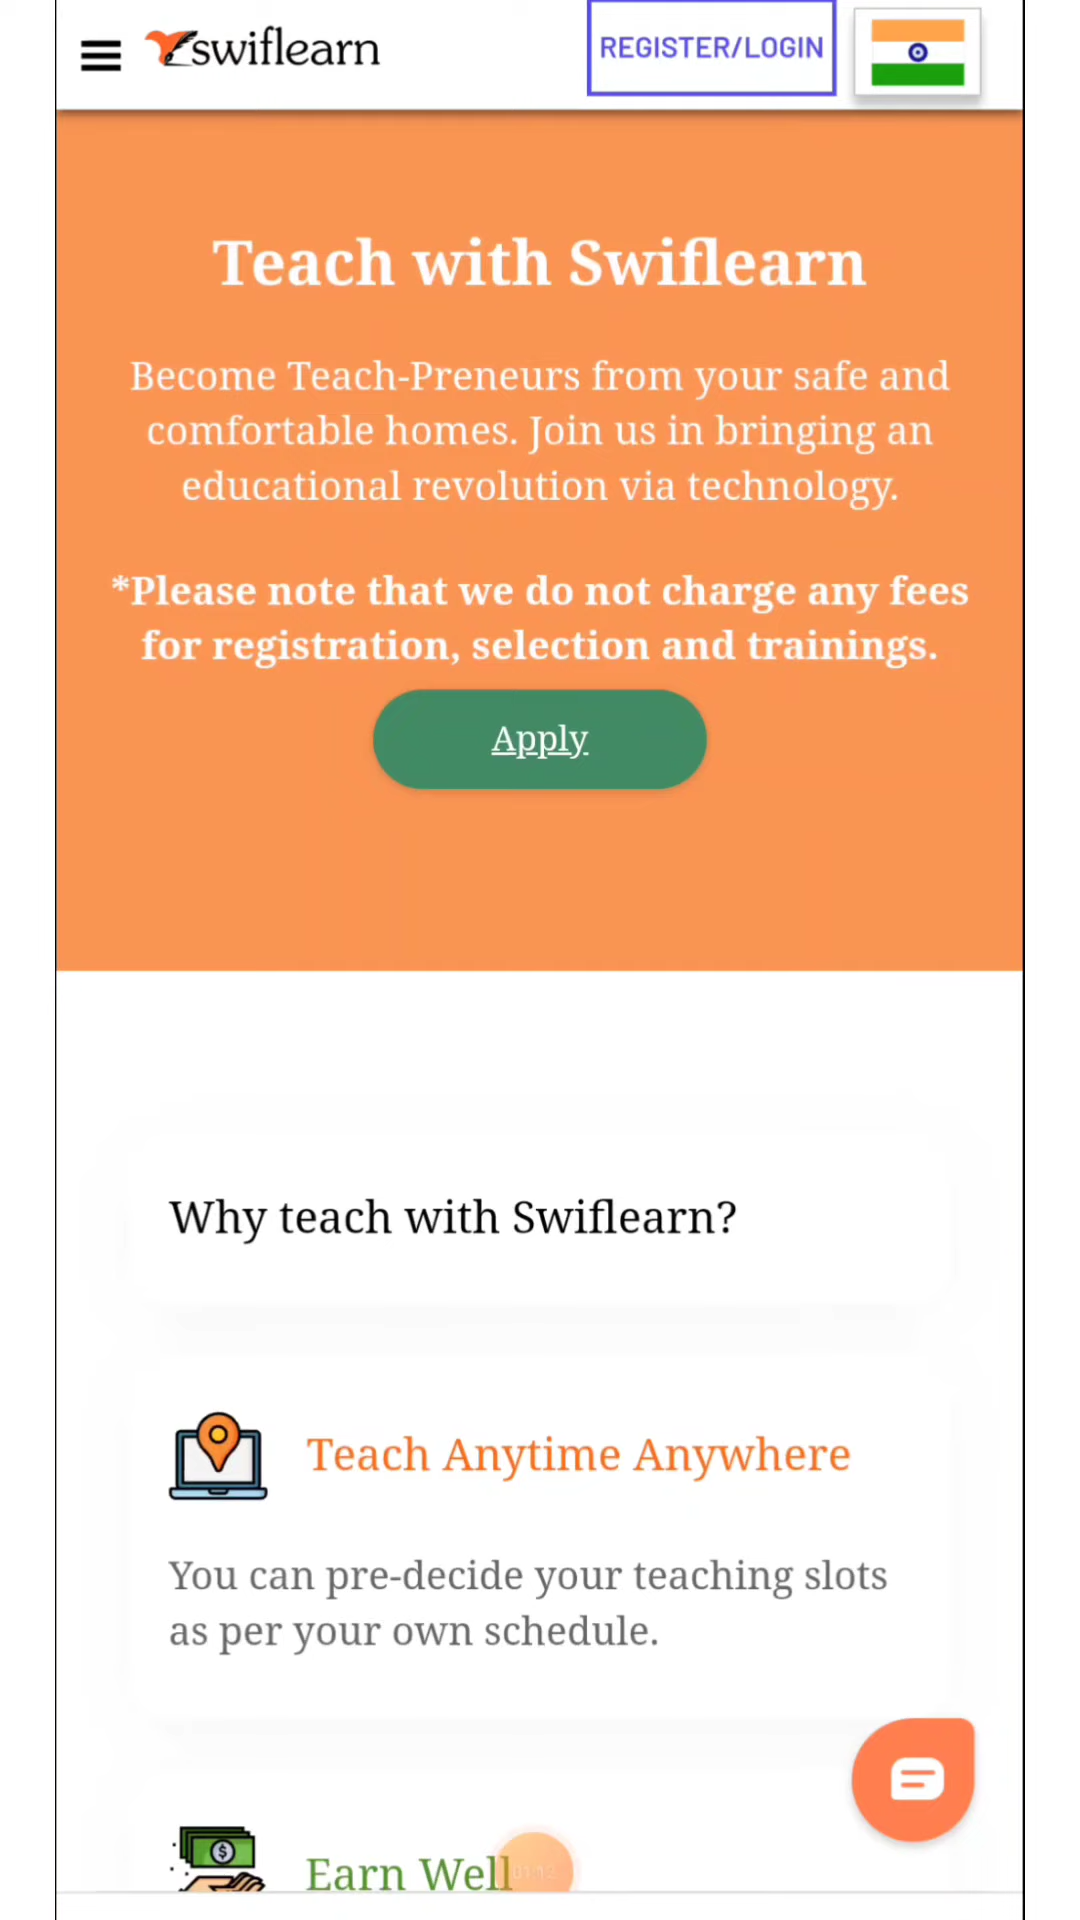 swiflearn
REGISTER/LOGIN
Teach with Swiflearn
Become Teach-Preneurs from your safe and
comfortable homes. Join us in bringing an
educational revolution via technology.
*Please note that we do not charge any fees
for registration, selection and trainings.
Apply
Why teach with Swiflearn?
Teach Anytime Anywhere
You can pre-decide your teaching slots
as per your own schedule.
Earn Well